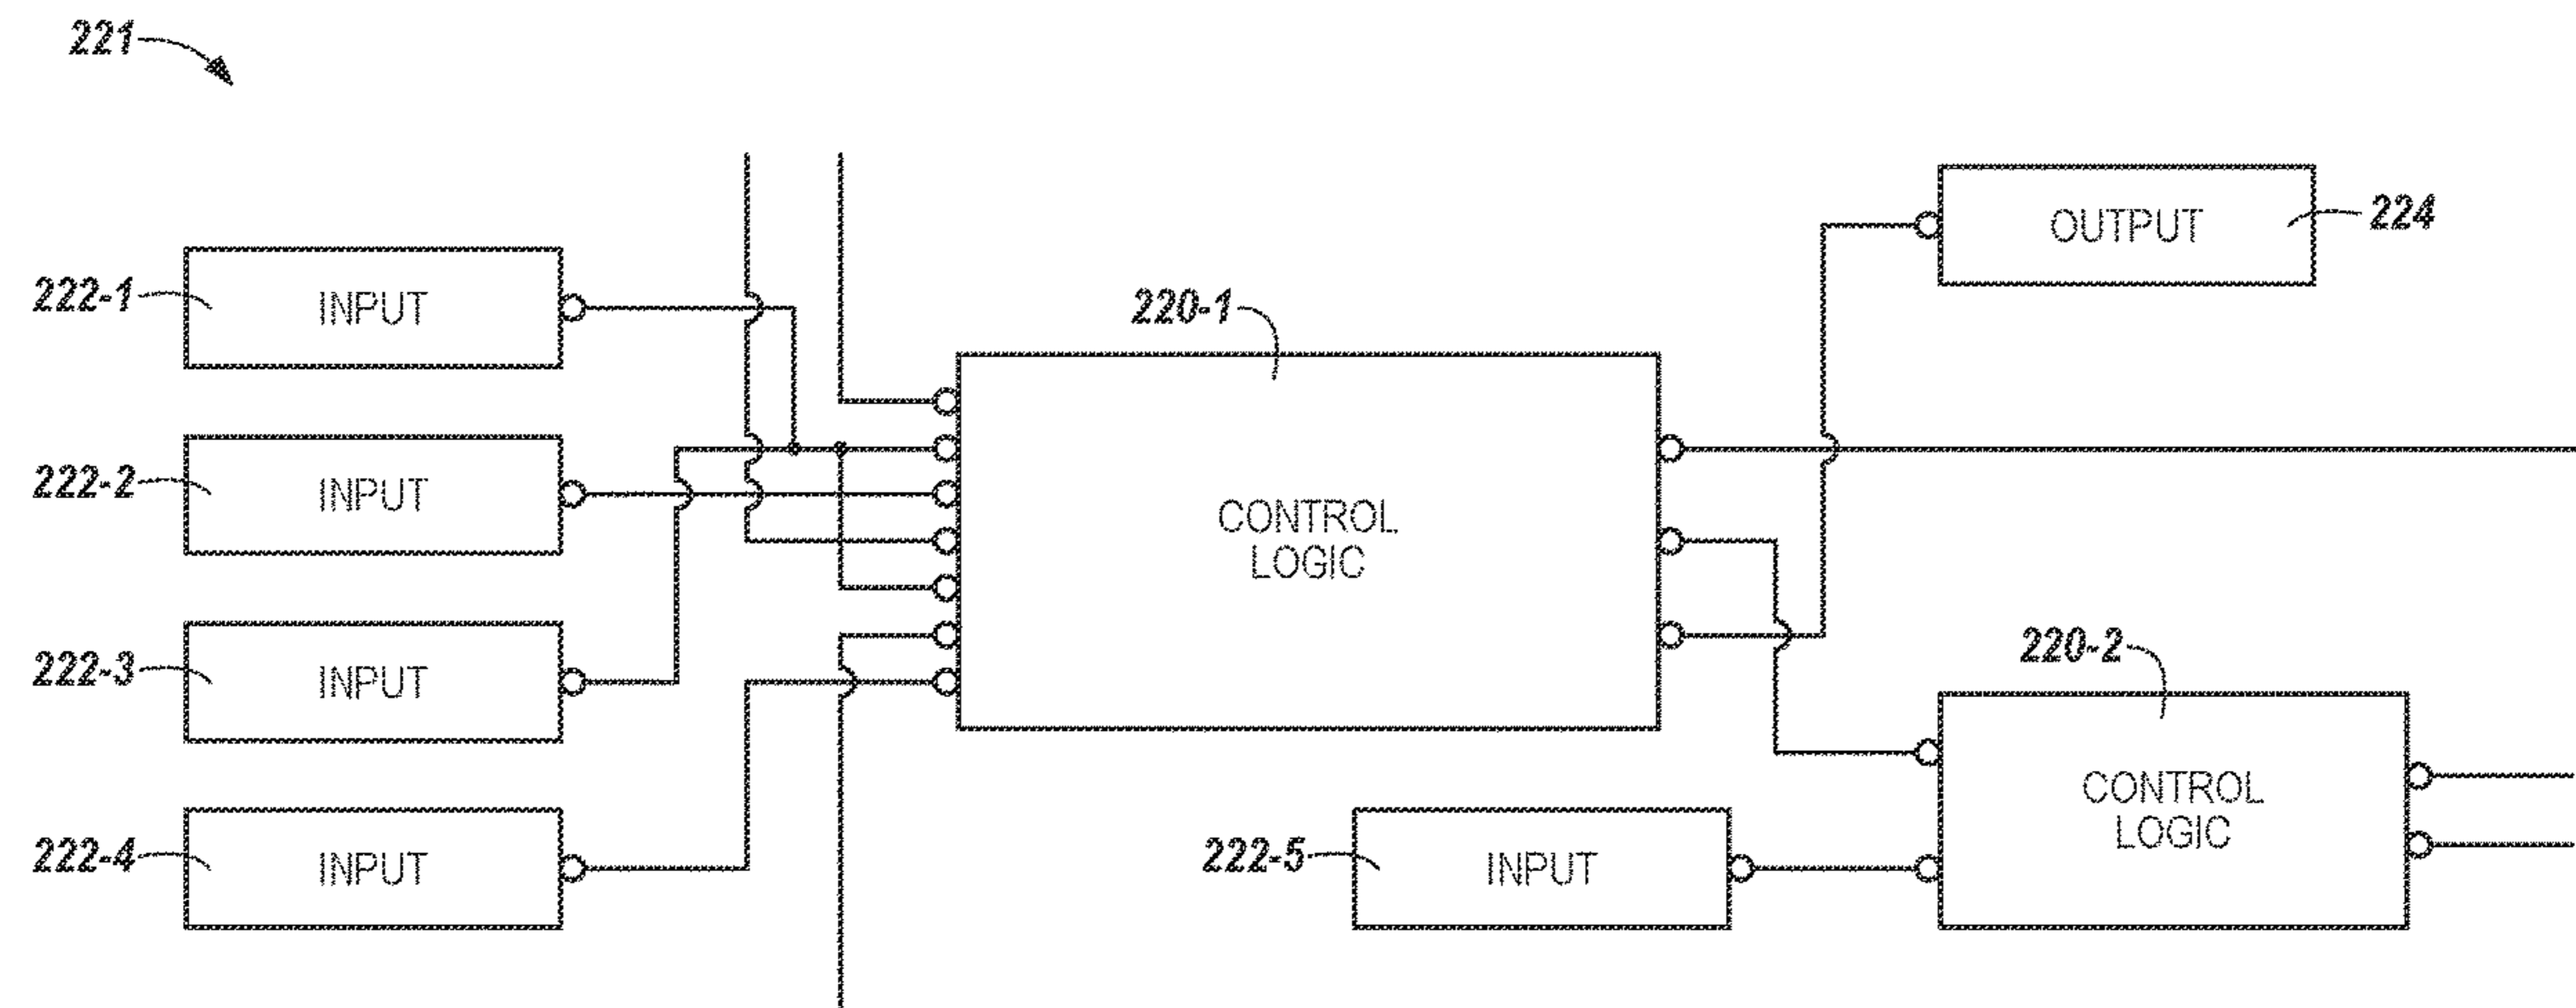 221
222-1
INPUT
222-2
INPUT
222-3
INPUT
222-4
INPUT
220-1
CONTROL
LOGIC
OUTPUT
224
222-5
INPUT
220-2
CONTROL
LOGIC